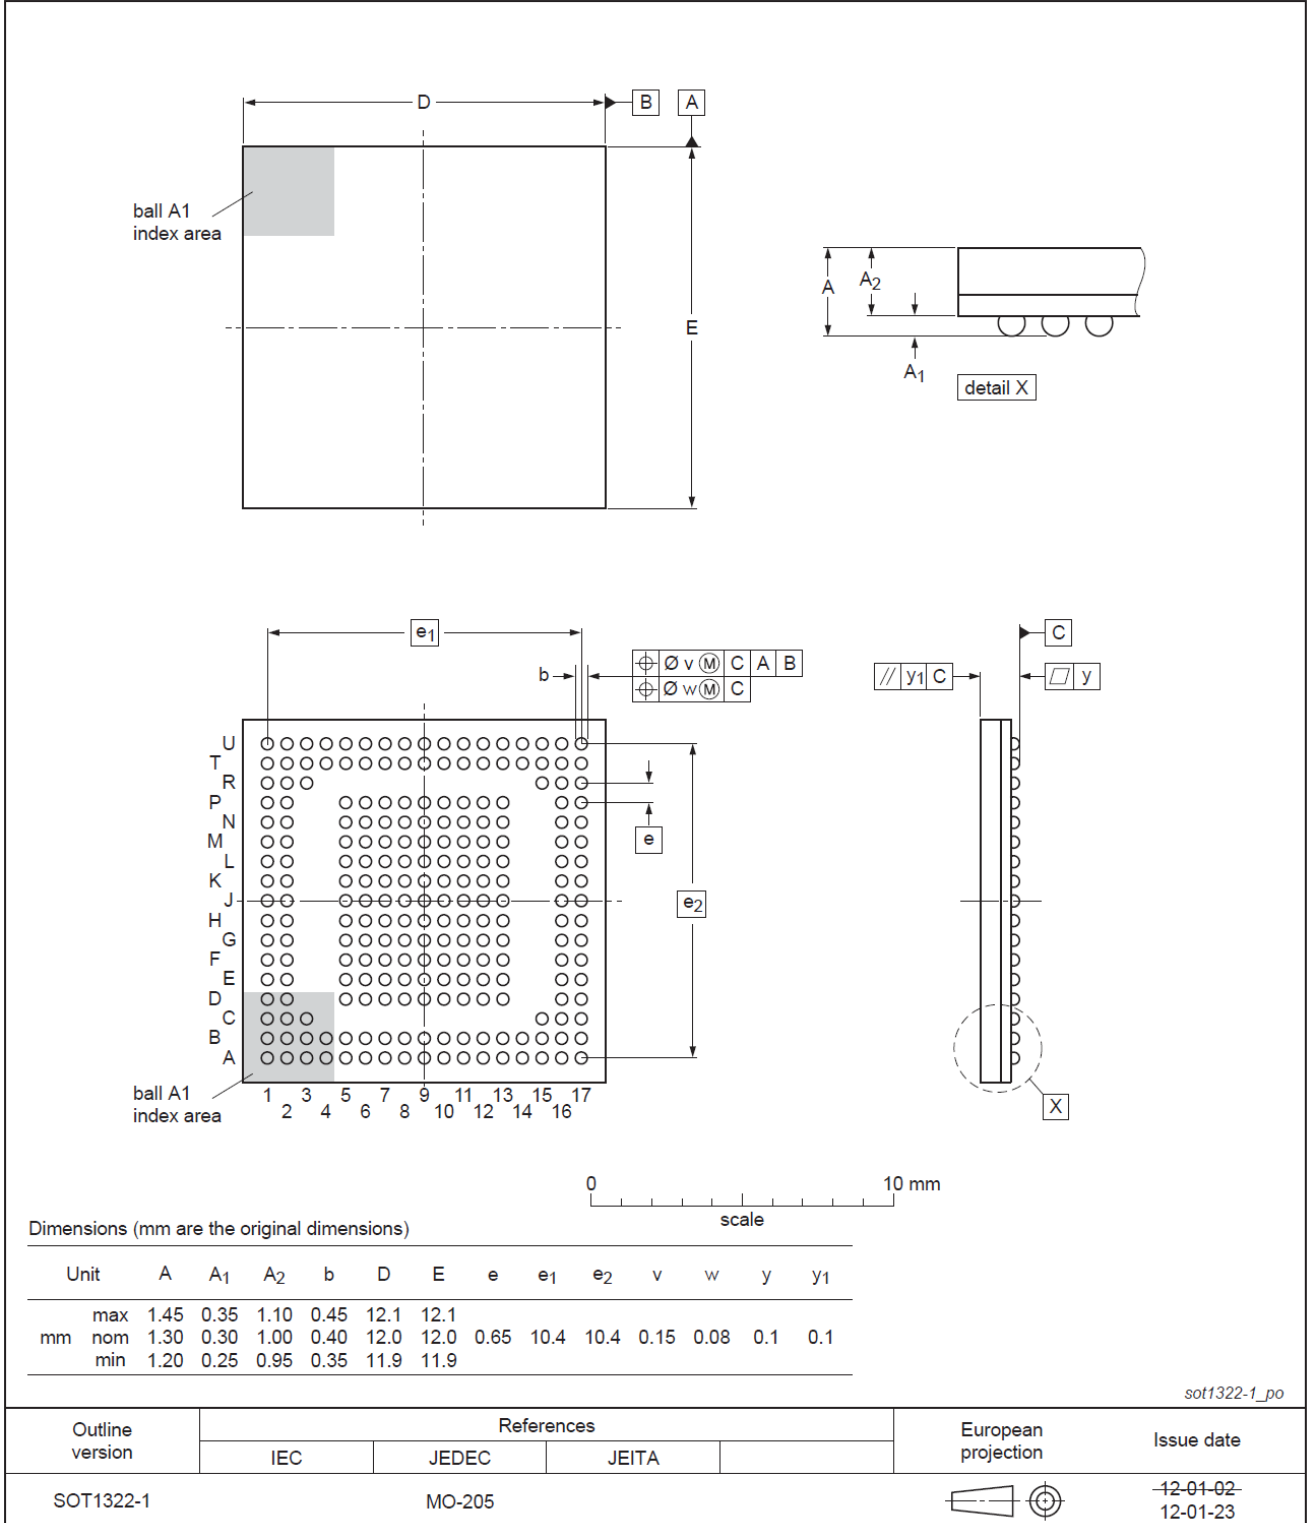 D
B
A
ball A1
index area
E
A
A2
A1
detail X
e1
b
Ø v M C A B
Ø w M C
C
// y1 C
y
U
T
R
P
N
M
L
K
J
H
G
F
E
D
C
B
A
e
e2
ball A1
index area
1 3 5 7 9 11 13 15 17
2 4 6 8 10 12 14 16
X
0 10 mm
scale
Dimensions (mm are the original dimensions)
Unit A A1 A2 b D E e e1 e2 v w y y1
max 1.45 0.35 1.10 0.45 12.1 12.1
mm nom 1.30 0.30 1.00 0.40 12.0 12.0 0.65 10.4 10.4 0.15 0.08 0.1 0.1
min 1.20 0.25 0.95 0.35 11.9 11.9
sot1322-1_po
Outline
version
References
IEC JEDEC JEITA
European
projection
Issue date
SOT1322-1 MO-205
12-01-02
12-01-23